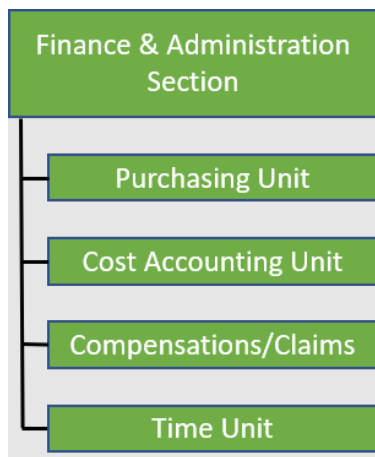 Finance & Administration
Section
Purchasing Unit
Cost Accounting Unit
Compensations/Claims
Time Unit